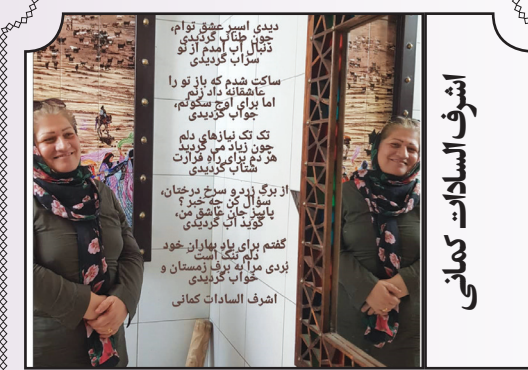 دیدی اسب عشق توام،
چون طناب گردیدی
دنبال آب آمدم از تو
سراب گردیدی
ساکت شدم که باز تو را
عاشقانه داد زنم
اما برای اوج سکوتم،
جواب گردیدی
تک تک نیازهای دلم
چون زیاد می گردید
هر دم برای راه فرارت
شتاب گردیدی
از برگ زرد و سرخ درختان،
سؤال کن چه خبر ؟
پاییز جان عاشق من،
گوید آب گردیدی
گفتم برای یاد بهاران خود
دلم تنگ است
بُردی مرا به برف زمستان و
خواب گردیدی
اشرف السادات کمانی
اشرف السادات کمانی